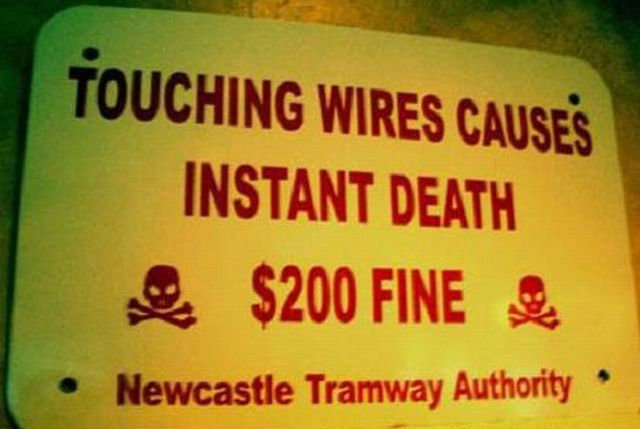 TOUCHING WIRES CAUSES
INSTANT DEATH
$200 FINE
Newcastle Tramway Authority